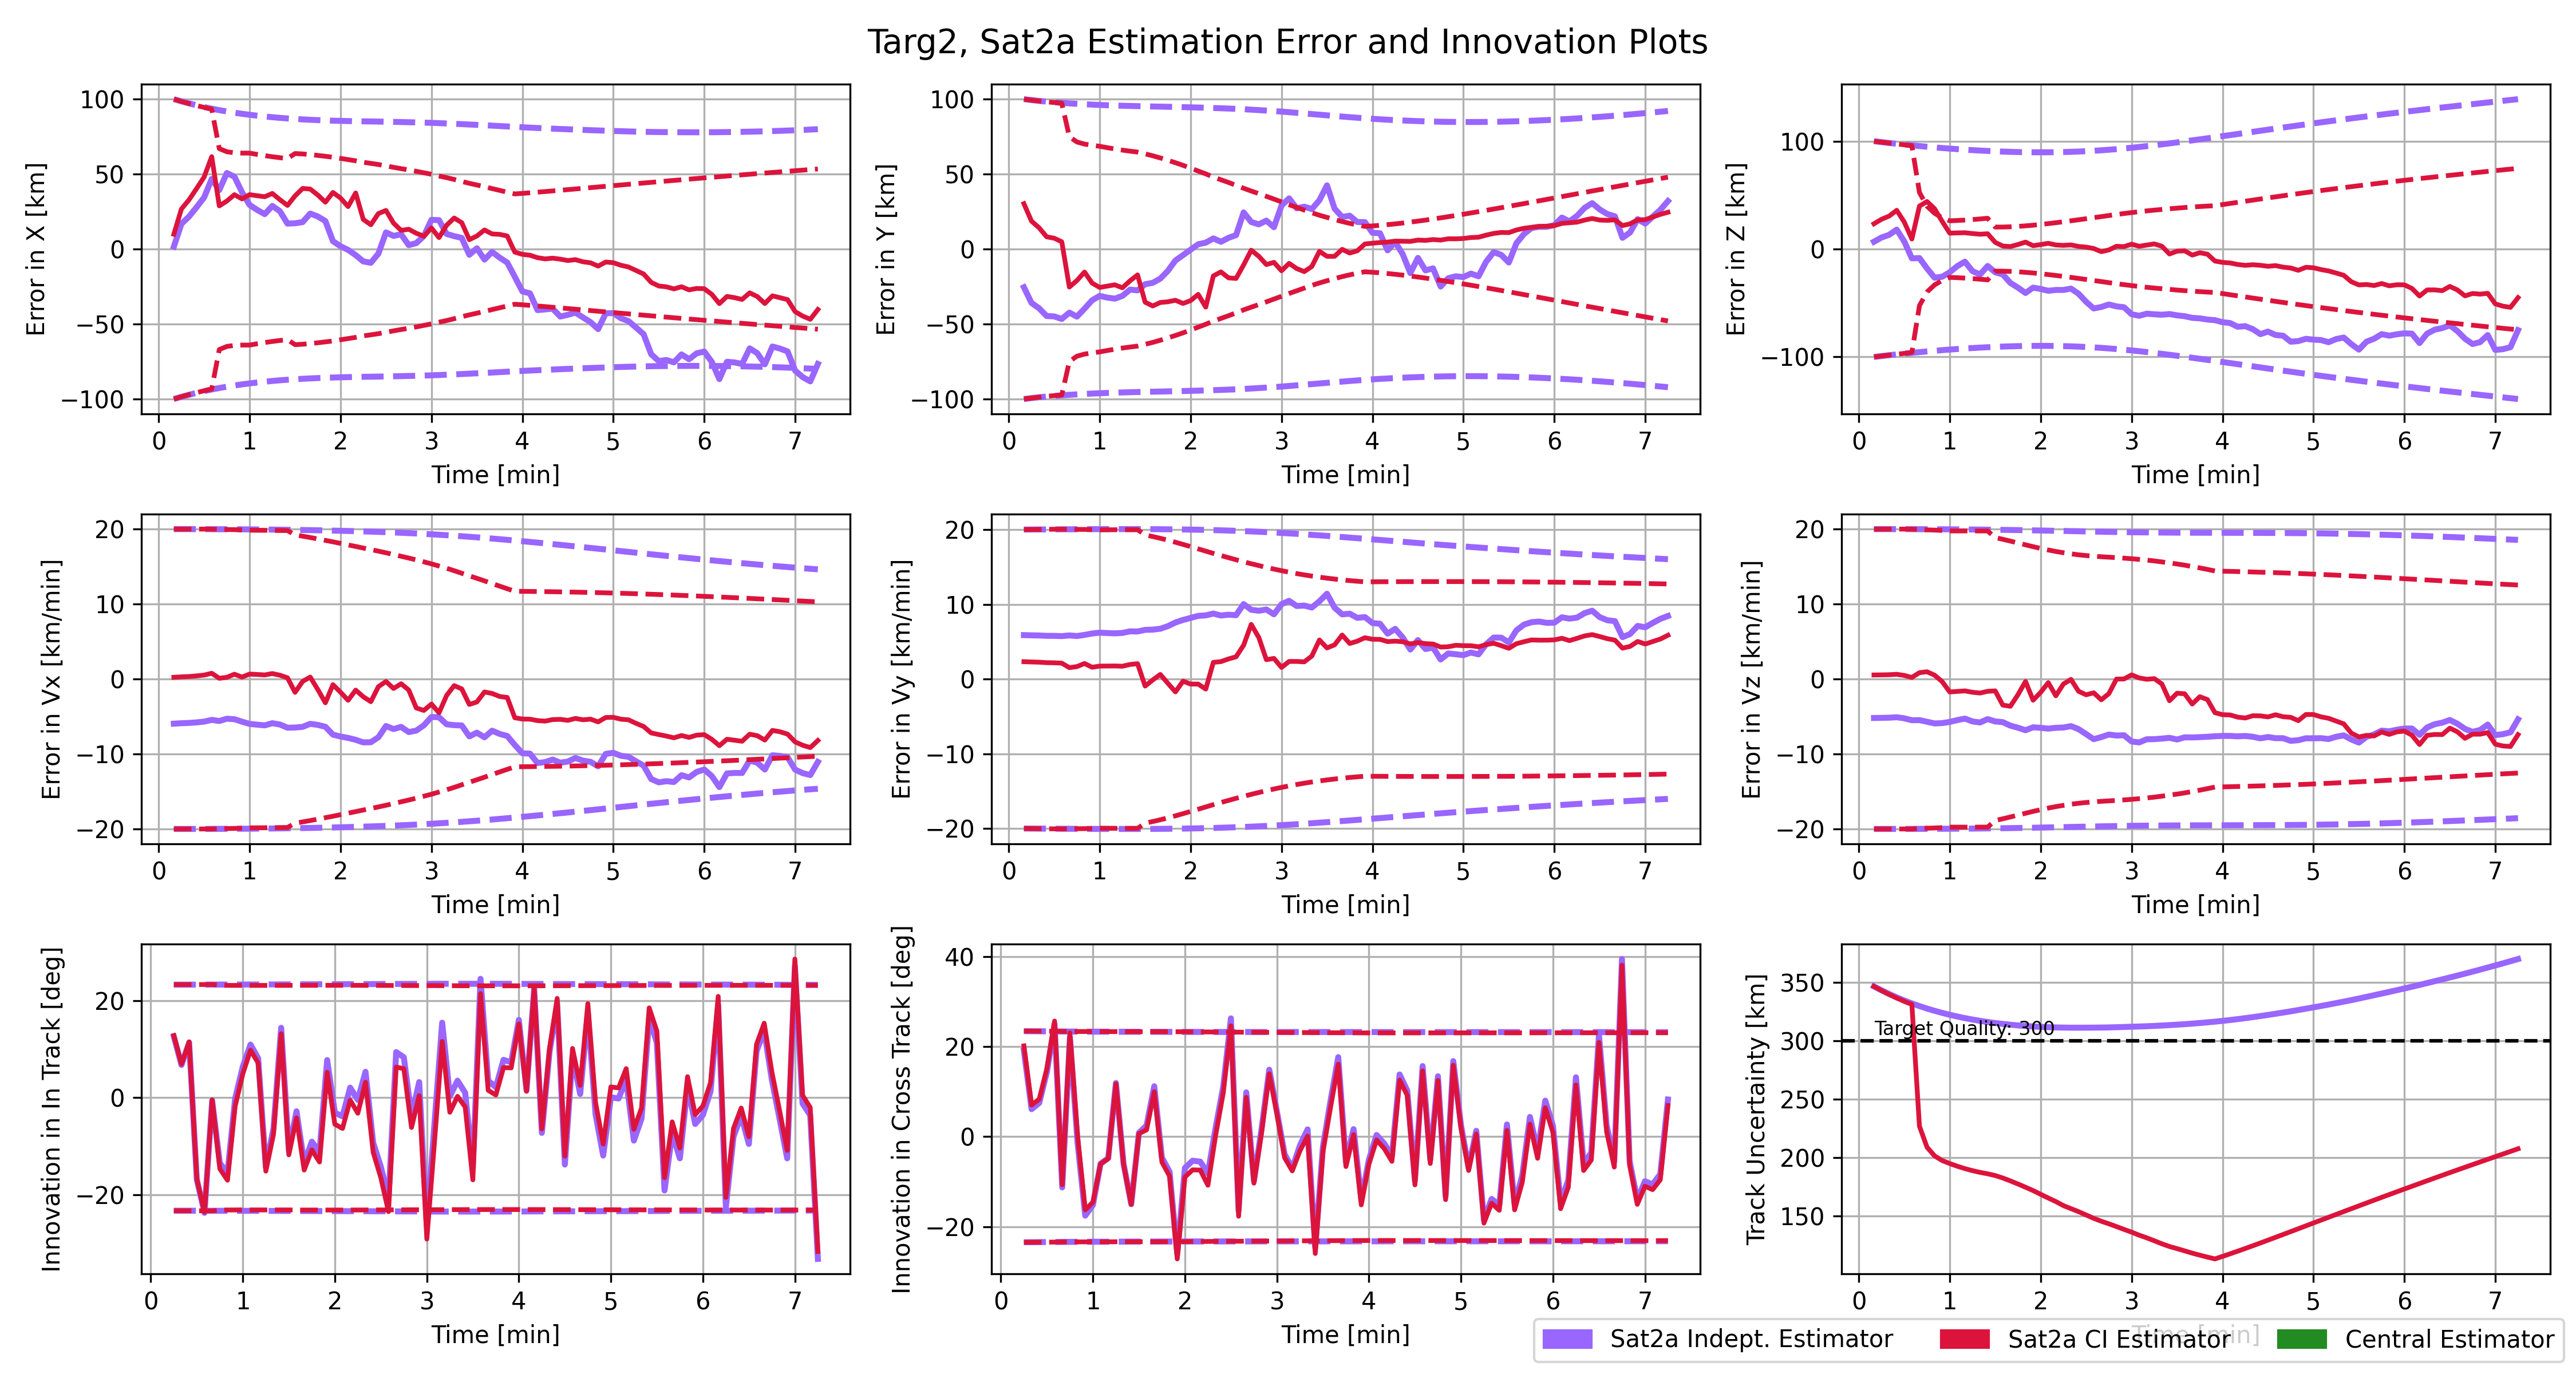 Targ2, Sat2a Estimation Error and Innovation Plots
Error in X [km]
100
50
0
−50
−100
0 1 2 3 4 5 6 7
Time [min]
Error in Y [km]
100
50
0
−50
−100
0 1 2 3 4 5 6 7
Time [min]
Error in Z [km]
100
0
−100
0 1 2 3 4 5 6 7
Time [min]
Error in Vx [km/min]
20
10
0
−10
−20
0 1 2 3 4 5 6 7
Time [min]
Error in Vy [km/min]
20
10
0
−10
−20
0 1 2 3 4 5 6 7
Time [min]
Error in Vz [km/min]
20
10
0
−10
−20
0 1 2 3 4 5 6 7
Time [min]
Innovation in In Track [deg]
20
0
−20
0 1 2 3 4 5 6 7
Time [min]
Innovation in Cross Track [deg]
40
20
0
−20
0 1 2 3 4 5 6 7
Time [min]
Track Uncertainty [km]
350
300
250
200
150
Target Quality: 300
0 1 2 3 4 5 6 7
Time [min]
Sat2a Indept. Estimator Sat2a CI Estimator Central Estimator